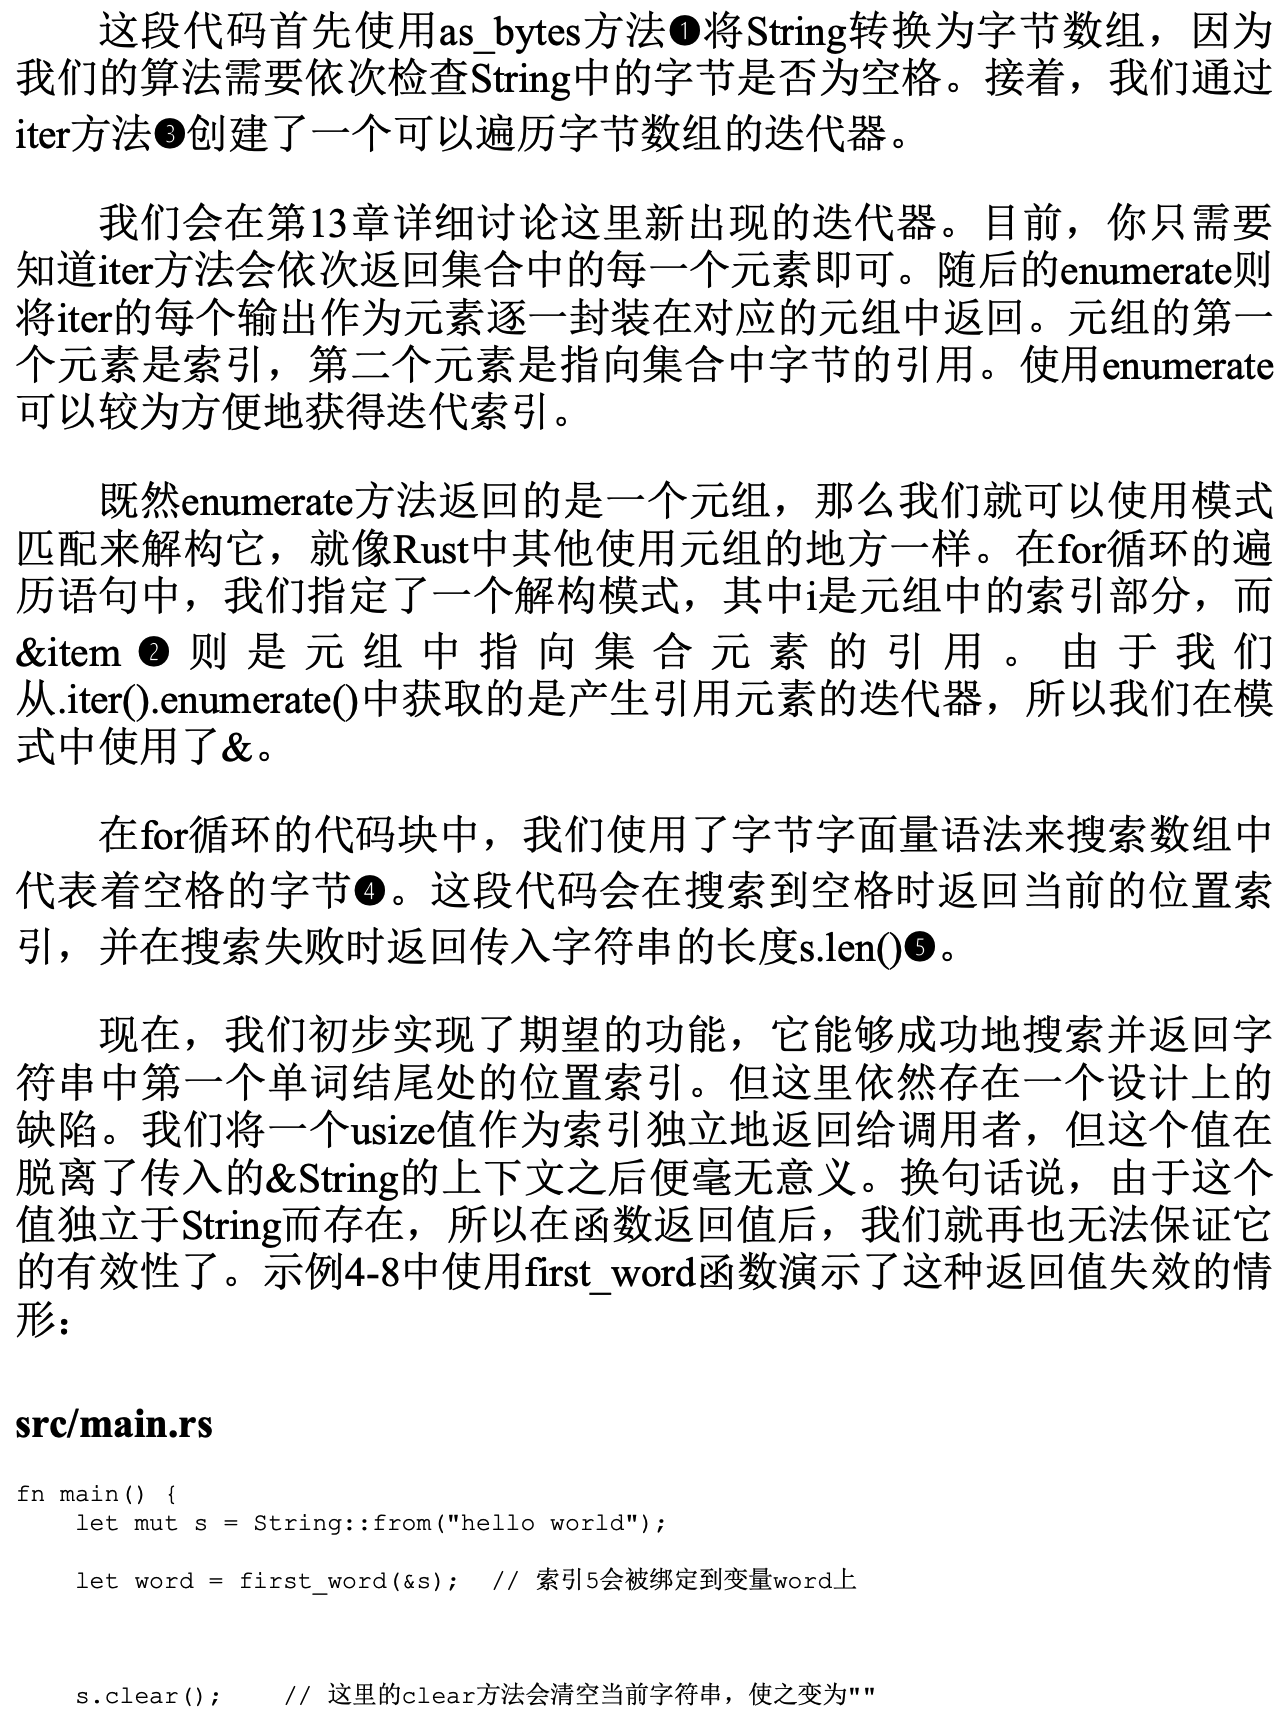 这段代码首先使用as_bytes方法❶将String转换为字节数组，因为
我们的算法需要依次检查String中的字节是否为空格。接着，我们通过
iter方法❸创建了一个可以遍历字节数组的迭代器。
我们会在第13章详细讨论这里新出现的迭代器。目前，你只需要
知道iter方法会依次返回集合中的每一个元素即可。随后的enumerate则
将iter的每个输出作为元素逐一封装在对应的元组中返回。元组的第一
个元素是索引，第二个元素是指向集合中字节的引用。使用enumerate
可以较为方便地获得迭代索引。
既然enumerate方法返回的是一个元组，那么我们就可以使用模式
匹配来解构它，就像Rust中其他使用元组的地方一样。在for循环的遍
历语句中，我们指定了一个解构模式，其中i是元组中的索引部分，而
&item❷则是元组中指向集合元素的引用。由于我们
从.iter().enumerate()中获取的是产生引用元素的迭代器，所以我们在模
式中使用了&。
在for循环的代码块中，我们使用了字节字面量语法来搜索数组中
代表着空格的字节❹。这段代码会在搜索到空格时返回当前的位置索
引，并在搜索失败时返回传入字符串的长度s.len()❺。
现在，我们初步实现了期望的功能，它能够成功地搜索并返回字
符串中第一个单词结尾处的位置索引。但这里依然存在一个设计上的
缺陷。我们将一个usize值作为索引独立地返回给调用者，但这个值在
脱离了传入的&String的上下文之后便毫无意义。换句话说，由于这个
值独立于String而存在，所以在函数返回值后，我们就再也无法保证它
的有效性了。示例4-8中使用first_word函数演示了这种返回值失效的情
形：
src/main.rs
fn main() {
    let mut s = String::from("hello world");
    let word = first_word(&s);  // 索引5会被绑定到变量word上
    s.clear();    // 这里的clear方法会清空当前字符串，使之变为""